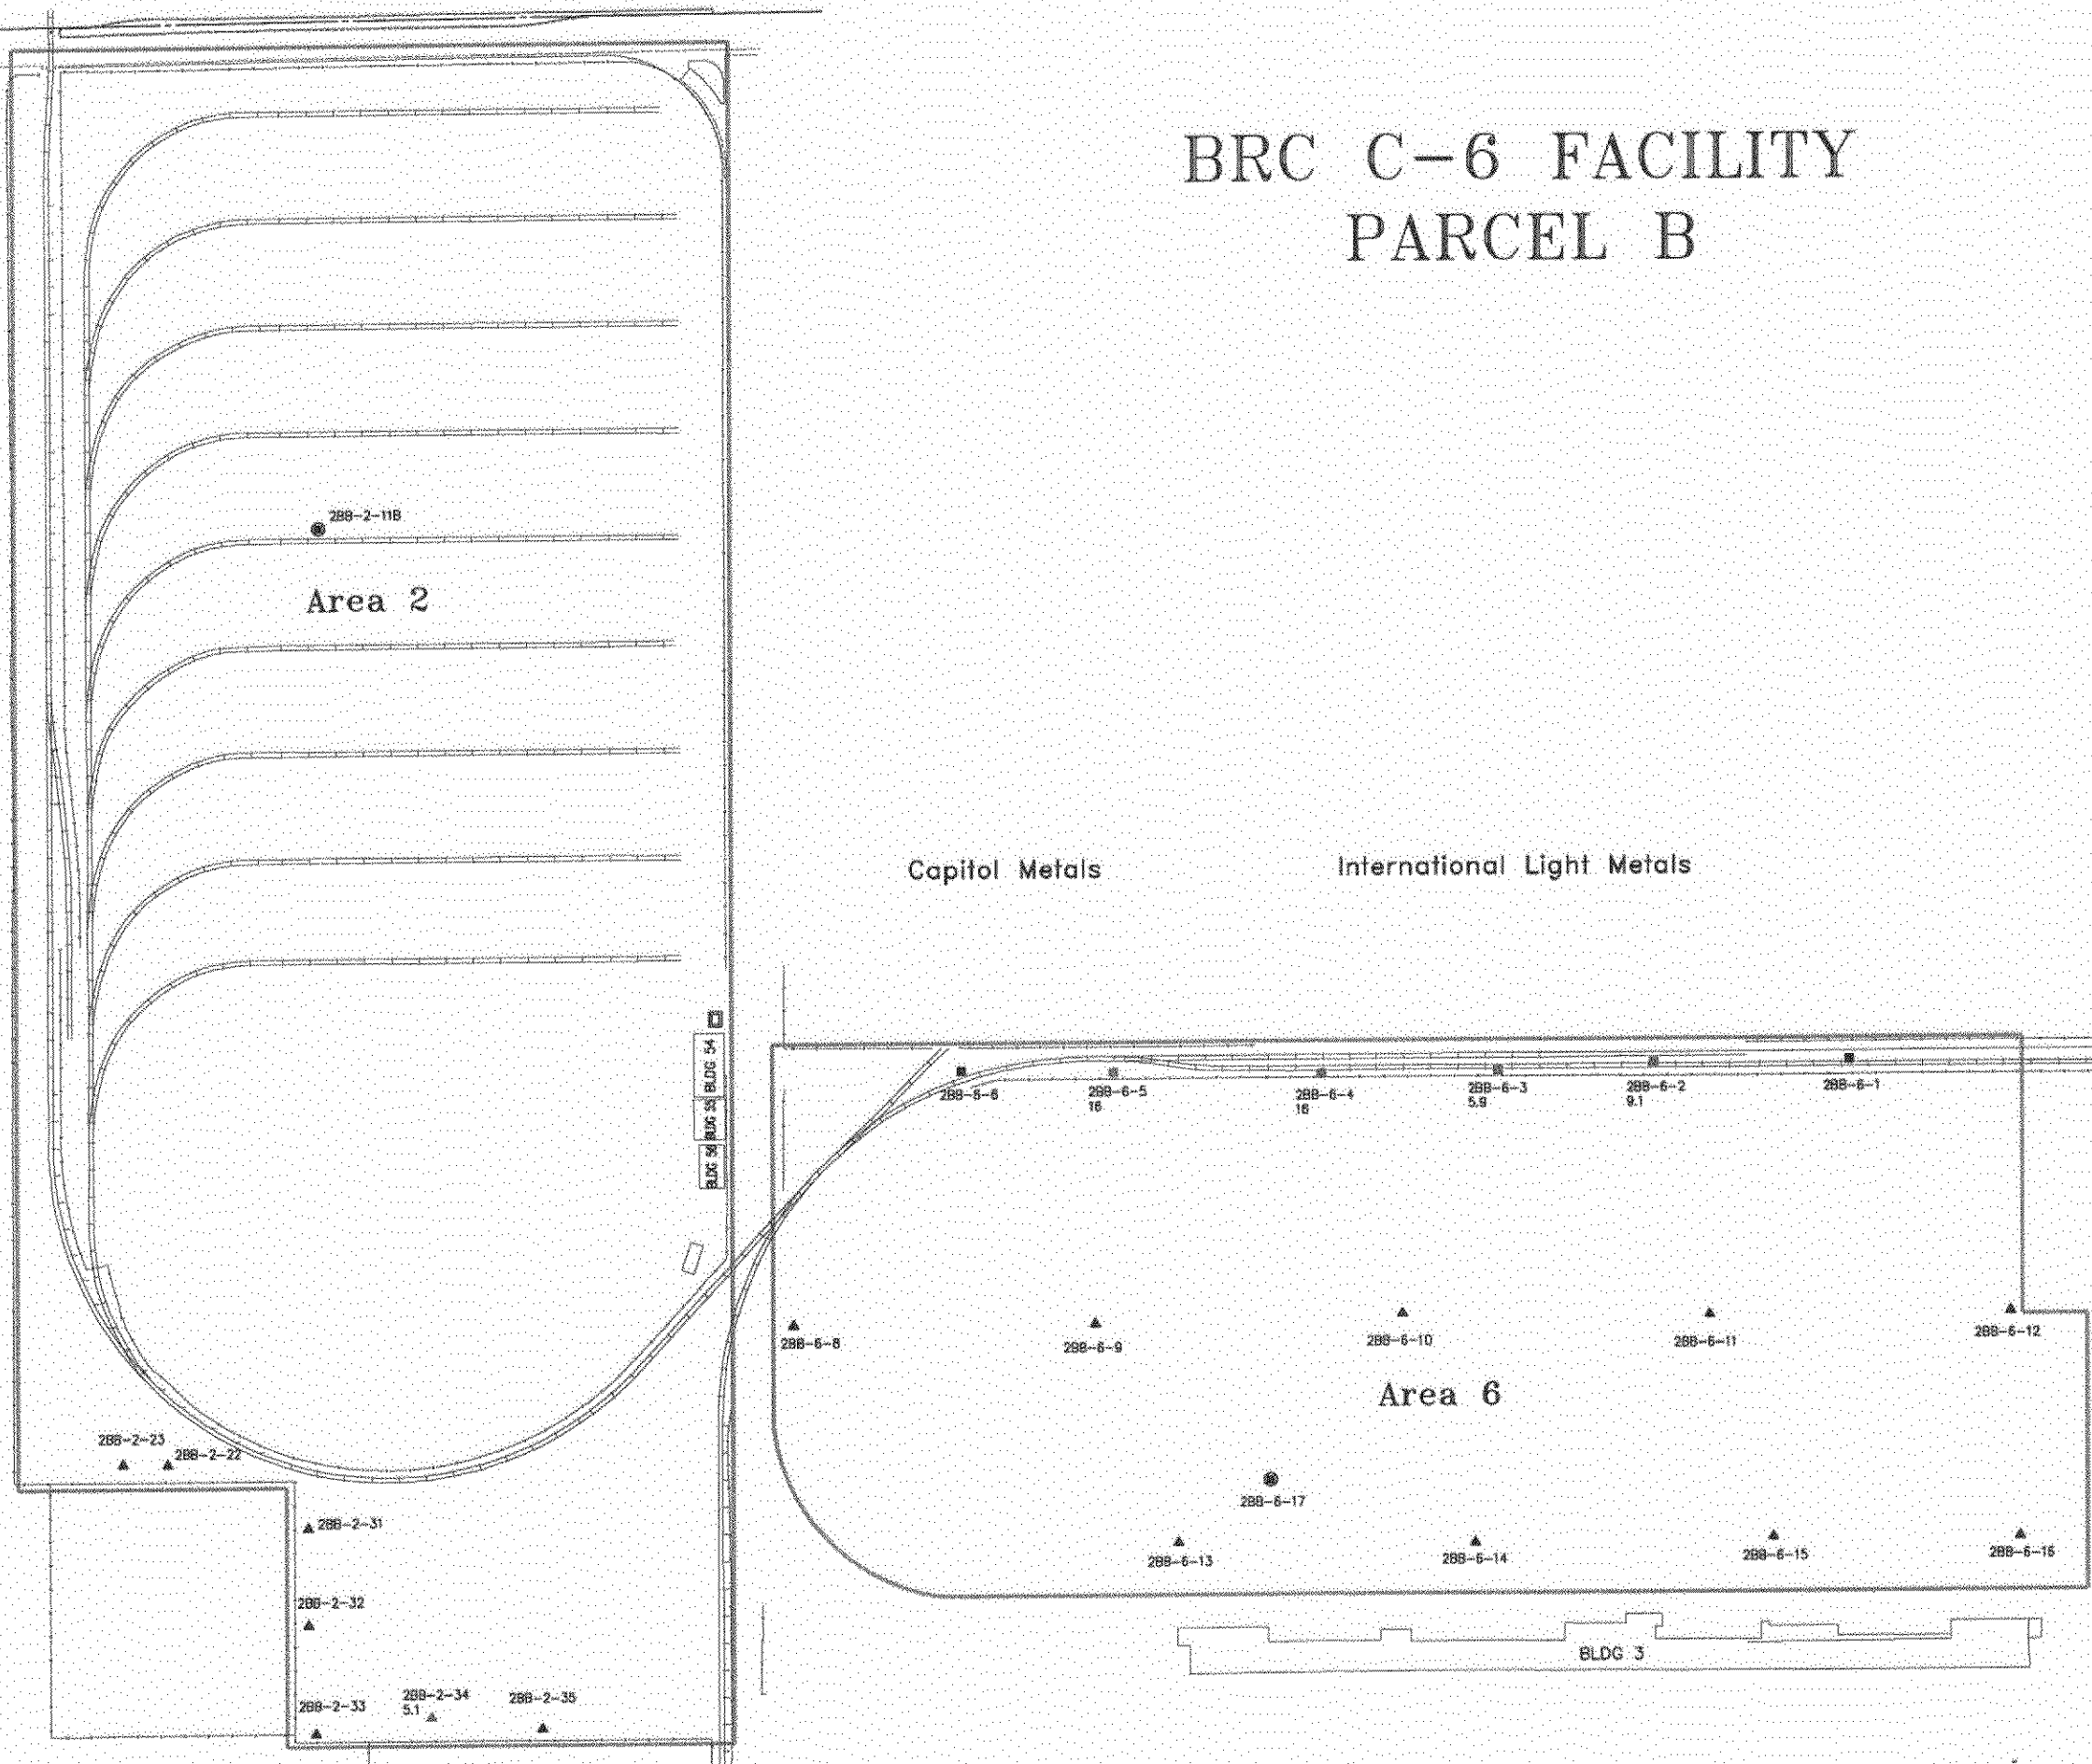 BRC C-6 FACILITY
PARCEL B
2BB-2-11B
Area 2
Capitol Metals
International Light Metals
BLDG 54
BLDG 55
BLDG 56
2BB-6-6
2BB-6-5
16
2BB-6-4
16
2BB-6-3
5.9
2BB-6-2
9.1
2BB-6-1
2BB-6-8
2BB-6-9
2BB-6-10
2BB-6-11
2BB-6-12
Area 6
2BB-2-23
2BB-2-22
2BB-6-17
2BB-2-31
2BB-6-13
2BB-6-14
2BB-6-15
2BB-6-16
2BB-2-32
BLDG 3
2BB-2-33
2BB-2-34
5.1
2BB-2-35